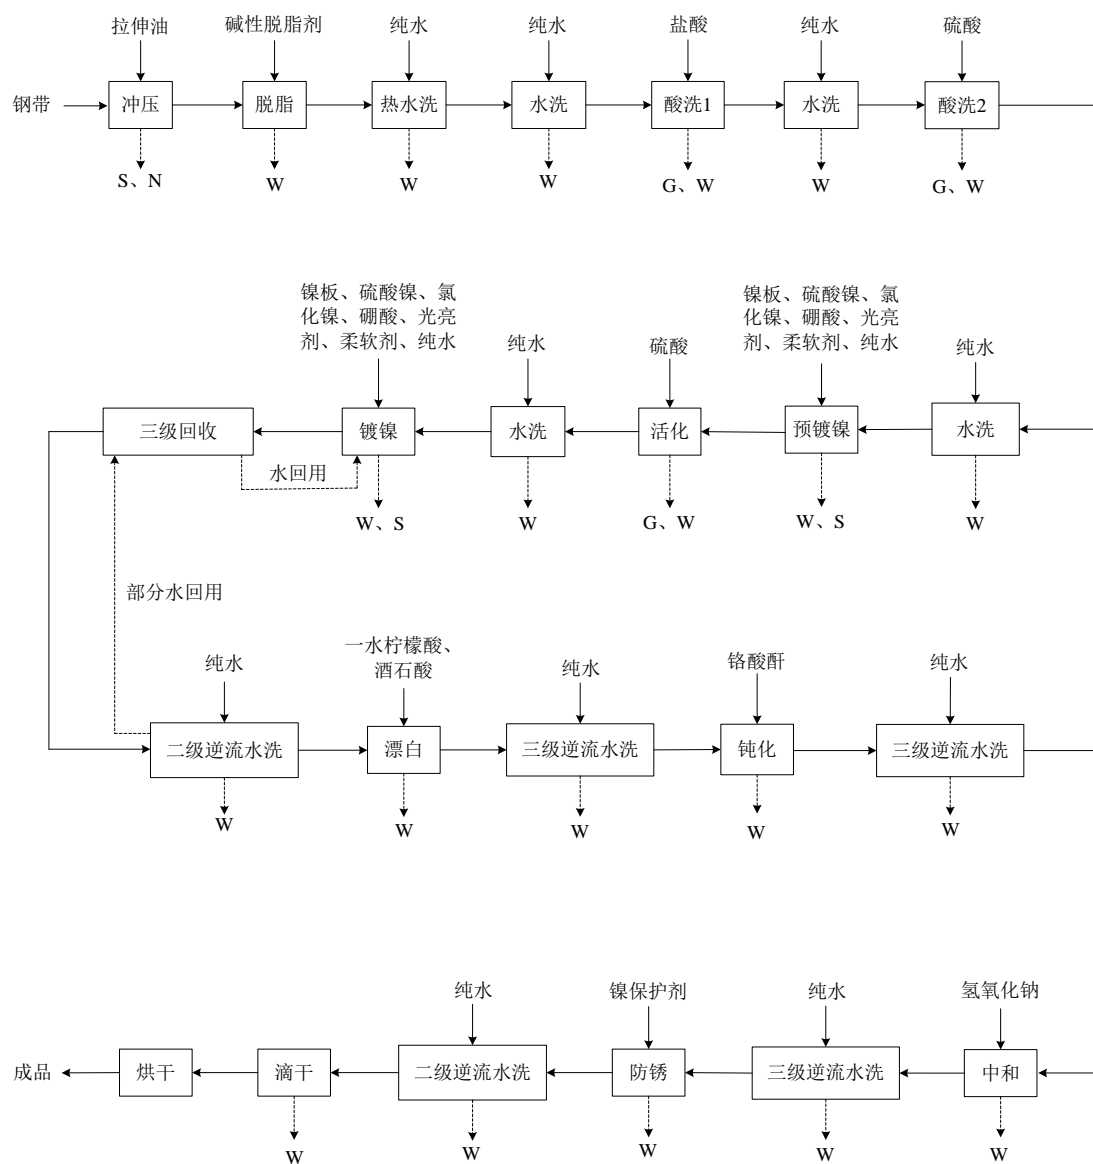 拉伸油
碱性脱脂剂
纯水
纯水
盐酸
纯水
硫酸
钢带
冲压
脱脂
热水洗
水洗
酸洗1
水洗
酸洗2
S、N
W
W
W
G、W
W
G、W
镍板、硫酸镍、氯
化镍、硼酸、光亮
剂、柔软剂、纯水
纯水
硫酸
镍板、硫酸镍、氯
化镍、硼酸、光亮
剂、柔软剂、纯水
纯水
三级回收
镀镍
水洗
活化
预镀镍
水洗
水回用
W、S
W
G、W
W、S
W
部分水回用
纯水
一水柠檬酸、
酒石酸
纯水
铬酸酐
纯水
二级逆流水洗
漂白
三级逆流水洗
钝化
三级逆流水洗
W
W
W
W
W
纯水
镍保护剂
纯水
氢氧化钠
成品
烘干
滴干
二级逆流水洗
防锈
三级逆流水洗
中和
W
W
W
W
W